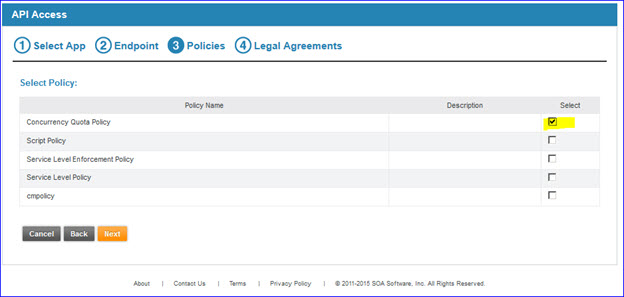 API Access
1 Select App 2 Endpoint 3 Policies 4 Legal Agreements
Select Policy:
Policy Name Description Select
Concurrency Quota Policy
Script Policy
Service Level Enforcement Policy
Service Level Policy
cmpolicy
Cancel Back Next
About | Contact Us | Terms | Privacy Policy | © 2011-2015 SOA Software, Inc. All Rights Reserved.